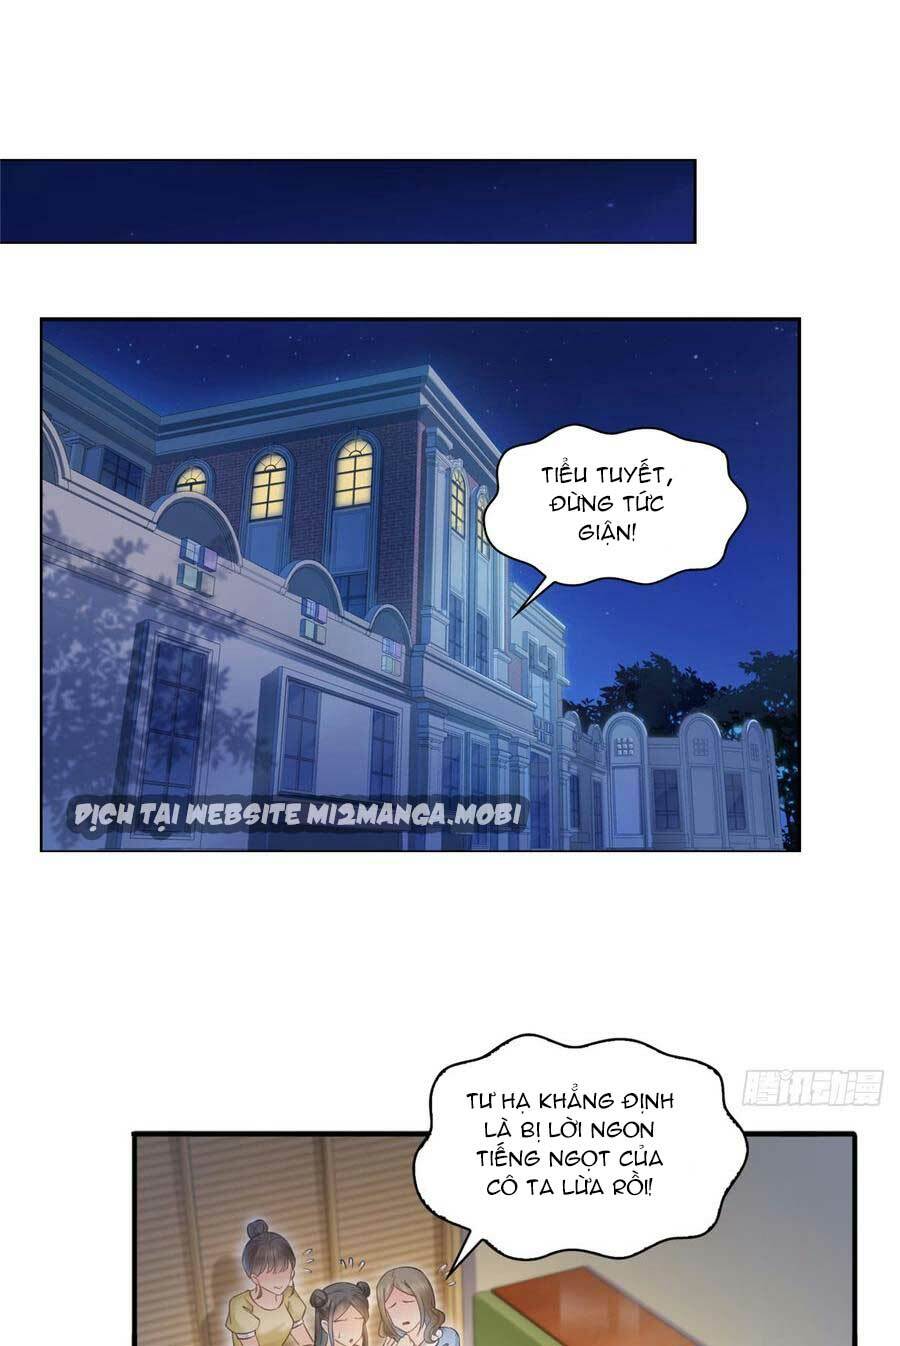 TIỂU TUYẾT,
ĐỪNG TỨC
GIẬN!
DỊCH TẠI WEBSITE MI2MANGA.MOBI
腾讯动漫
TƯ HẠ KHẲNG ĐỊNH
LÀ BỊ LỜI NGON
TIẾNG NGỌT CỦA
CÔ TA LỪA RỒI!